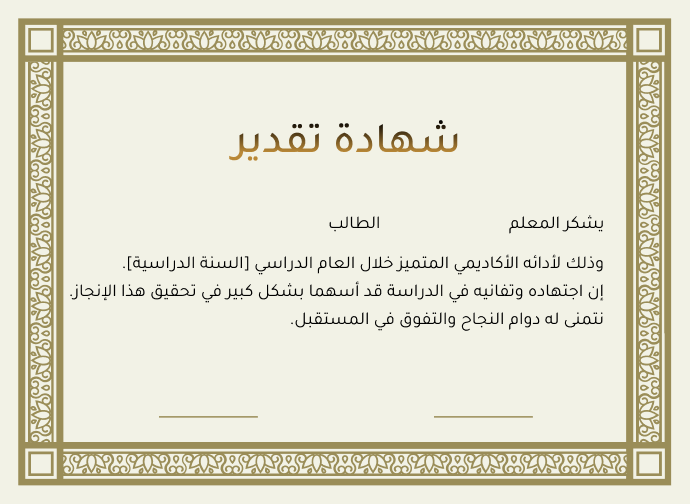 شهادة تقدير
يشكر المعلم الطالب
وذلك لأدائه الأكاديمي المتميز خلال العام الدراسي [السنة الدراسية].
إن اجتهاده وتفانيه في الدراسة قد أسهما بشكل كبير في تحقيق هذا الإنجاز.
نتمنى له دوام النجاح والتفوق في المستقبل.